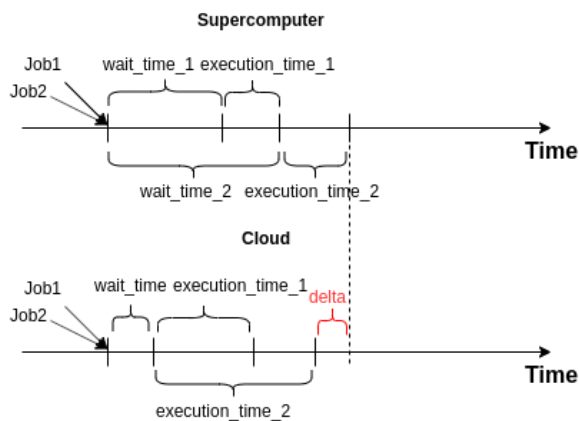 Supercomputer
Job1
wait_time_1
execution_time_1
Job2
Time
wait_time_2
execution_time_2
Cloud
Job1
wait_time
execution_time_1
delta
Job2
Time
execution_time_2